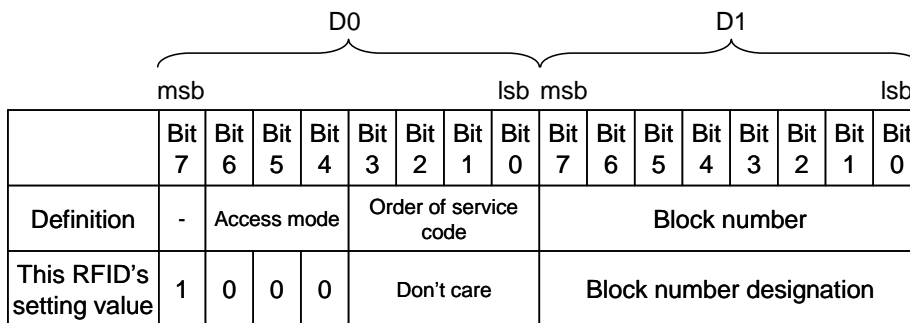 D0 D1
msb lsb msb lsb
Bit 7 Bit 6 Bit 5 Bit 4 Bit 3 Bit 2 Bit 1 Bit 0 Bit 7 Bit 6 Bit 5 Bit 4 Bit 3 Bit 2 Bit 1 Bit 0
Definition - Access mode Order of service code Block number
This RFID's setting value 1 0 0 0 Don't care Block number designation